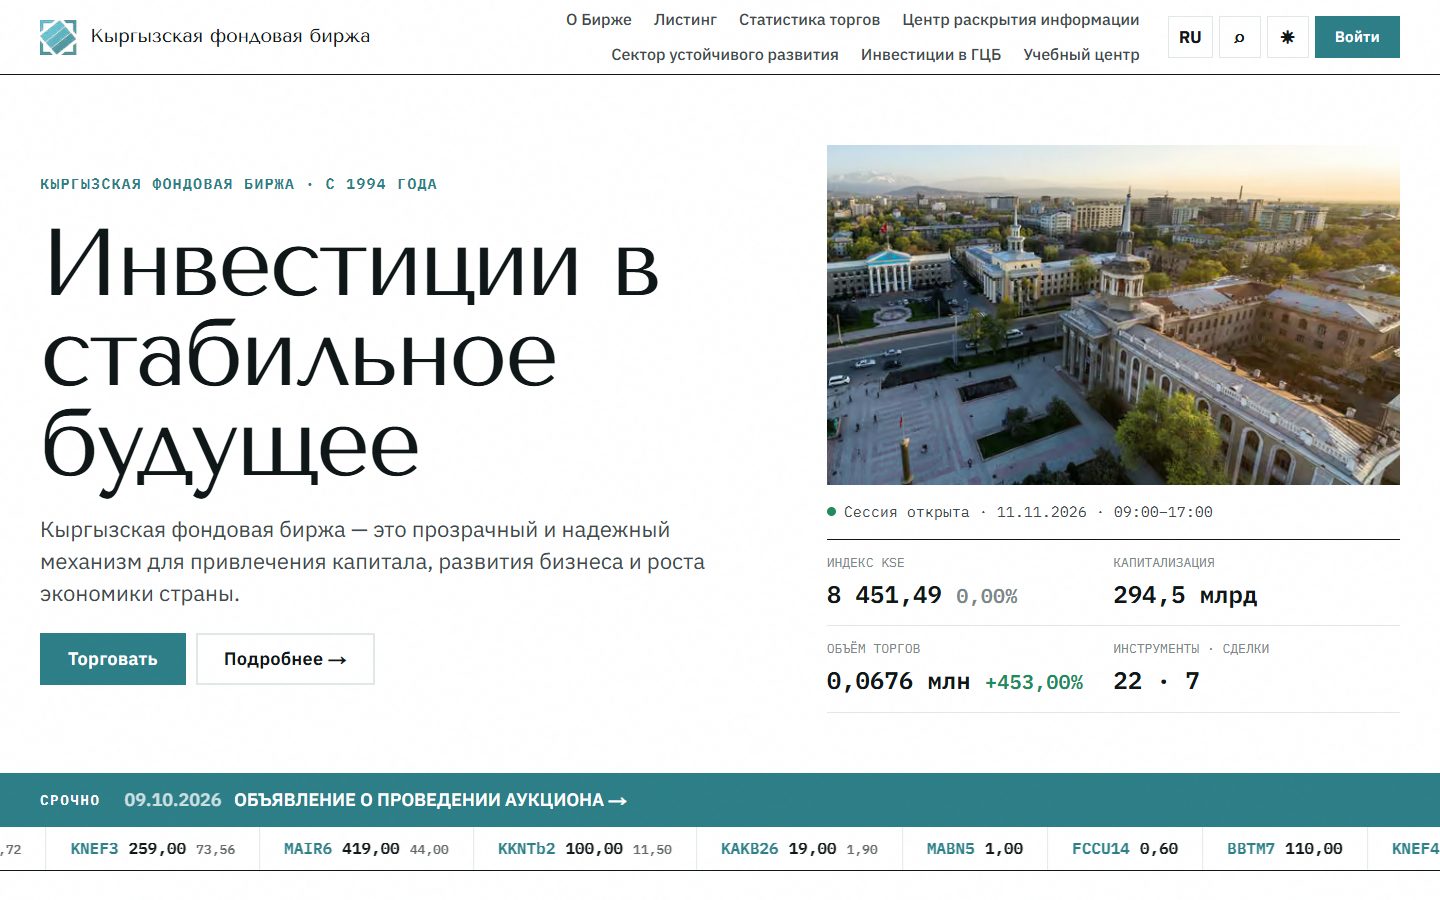 Кыргызская фондовая биржа
О Бирже Листинг Статистика торгов Центр раскрытия информации
Сектор устойчивого развития Инвестиции в ГЦБ Учебный центр
RU
Войти
КЫРГЫЗСКАЯ ФОНДОВАЯ БИРЖА · С 1994 ГОДА
Инвестиции в
стабильное
будущее
Кыргызская фондовая биржа — это прозрачный и надежный
механизм для привлечения капитала, развития бизнеса и роста
экономики страны.
Торговать
Подробнее →
Сессия открыта · 11.11.2026 · 09:00–17:00
ИНДЕКС KSE
8 451,49 0,00%
КАПИТАЛИЗАЦИЯ
294,5 млрд
ОБЪЁМ ТОРГОВ
0,0676 млн +453,00%
ИНСТРУМЕНТЫ · СДЕЛКИ
22 · 7
СРОЧНО 09.10.2026 ОБЪЯВЛЕНИЕ О ПРОВЕДЕНИИ АУКЦИОНА →
,72 KNEF3 259,00 73,56 MAIR6 419,00 44,00 KKNTb2 100,00 11,50 KAKB26 19,00 1,90 MABN5 1,00 FCCU14 0,60 BBTM7 110,00 KNEF4